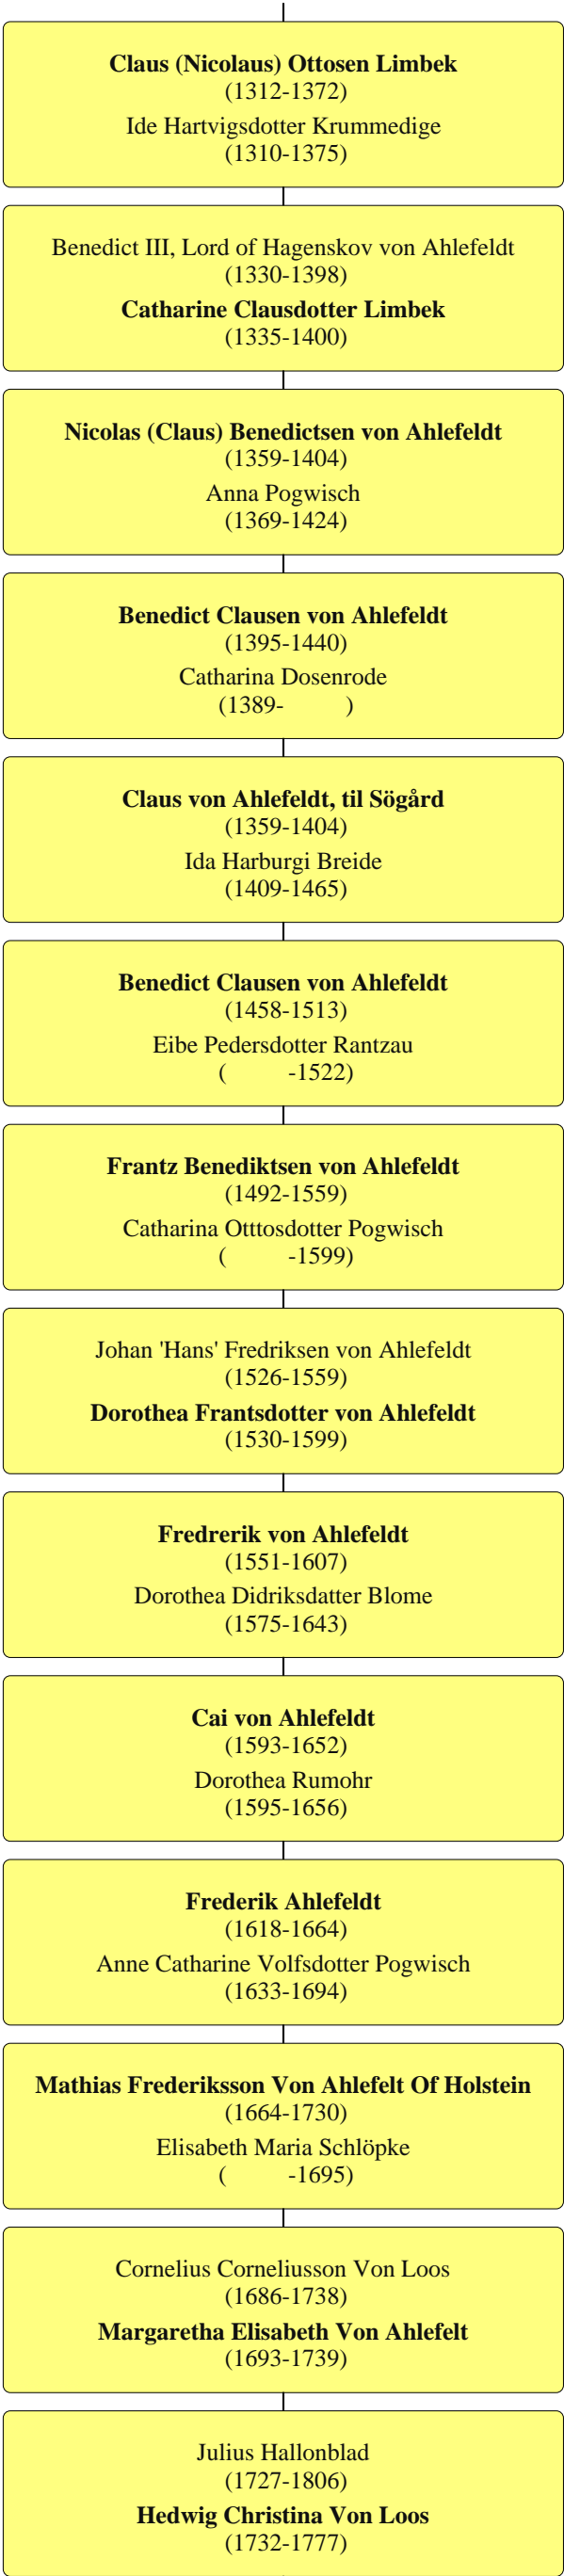 Claus (Nicolaus) Ottosen Limbek
(1312-1372)
Ide Hartvigsdotter Krummedige
(1310-1375)
Benedict III, Lord of Hagenskov von Ahlefeldt
(1330-1398)
Catharine Clausdotter Limbek
(1335-1400)
Nicolas (Claus) Benedictsen von Ahlefeldt
(1359-1404)
Anna Pogwisch
(1369-1424)
Benedict Clausen von Ahlefeldt
(1395-1440)
Catharina Dosenrode
(1389- )
Claus von Ahlefeldt, til Sögård
(1359-1404)
Ida Harburgi Breide
(1409-1465)
Benedict Clausen von Ahlefeldt
(1458-1513)
Eibe Pedersdotter Rantzau
( -1522)
Frantz Benediktsen von Ahlefeldt
(1492-1559)
Catharina Otttosdotter Pogwisch
( -1599)
Johan 'Hans' Fredriksen von Ahlefeldt
(1526-1559)
Dorothea Frantsdotter von Ahlefeldt
(1530-1599)
Fredrerik von Ahlefeldt
(1551-1607)
Dorothea Didriksdatter Blome
(1575-1643)
Cai von Ahlefeldt
(1593-1652)
Dorothea Rumohr
(1595-1656)
Frederik Ahlefeldt
(1618-1664)
Anne Catharine Volfsdotter Pogwisch
(1633-1694)
Mathias Frederiksson Von Ahlefelt Of Holstein
(1664-1730)
Elisabeth Maria Schlöpke
( -1695)
Cornelius Corneliusson Von Loos
(1686-1738)
Margaretha Elisabeth Von Ahlefelt
(1693-1739)
Julius Hallonblad
(1727-1806)
Hedwig Christina Von Loos
(1732-1777)